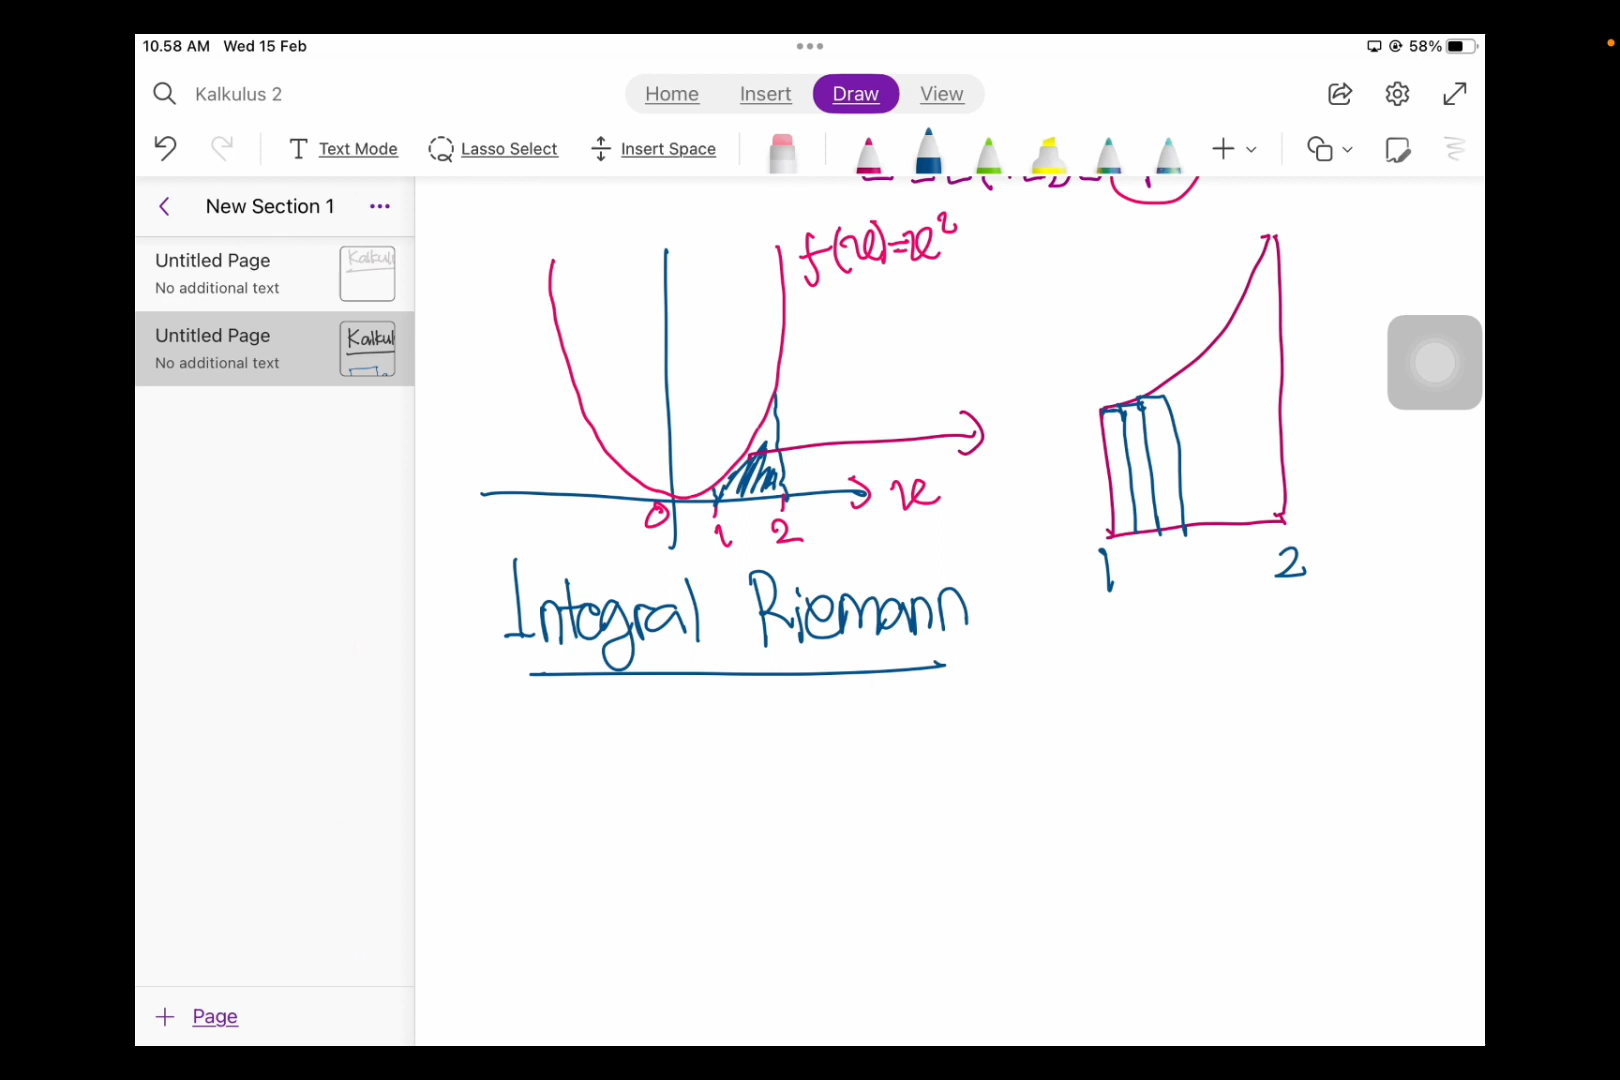 10.58 AM Wed 15 Feb 58%
Kalkulus 2
Home Insert Draw View
Text Mode Lasso Select Insert Space
New Section 1
Untitled Page
No additional text
Kalkul
Untitled Page
No additional text
Kalkul
f(x)=x²
x
0 1 2
1 2
Integral Riemann
Page